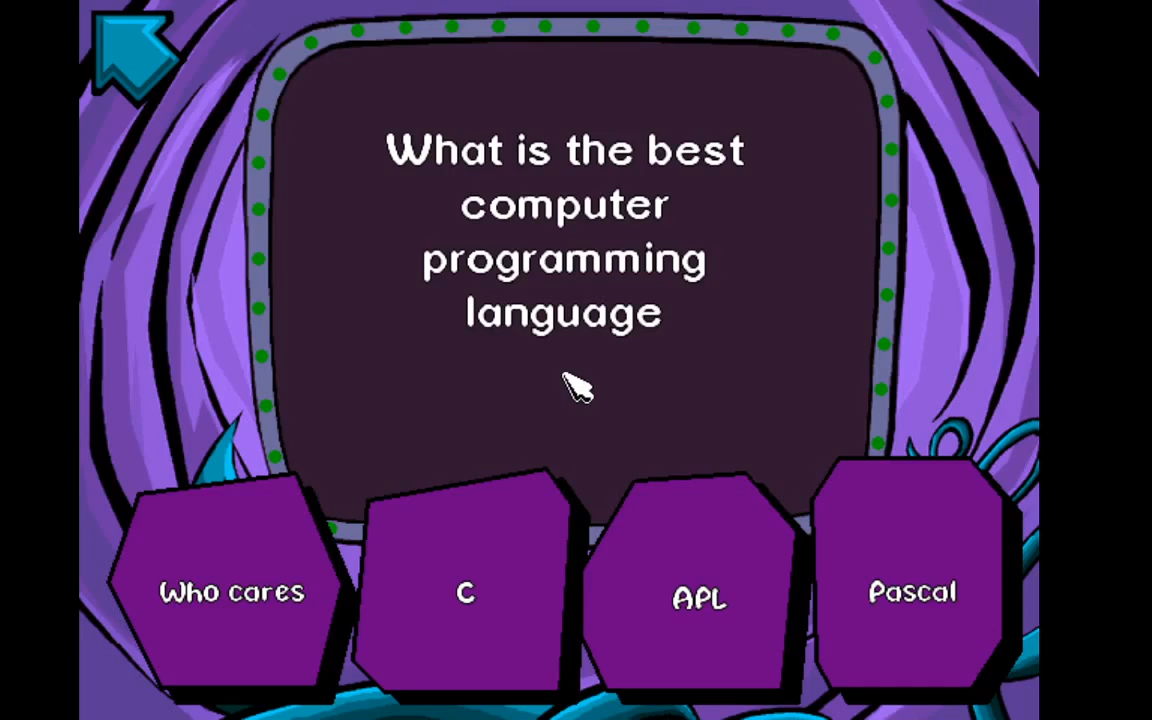 What is the best
computer
programming
language
Who cares
C
APL
Pascal